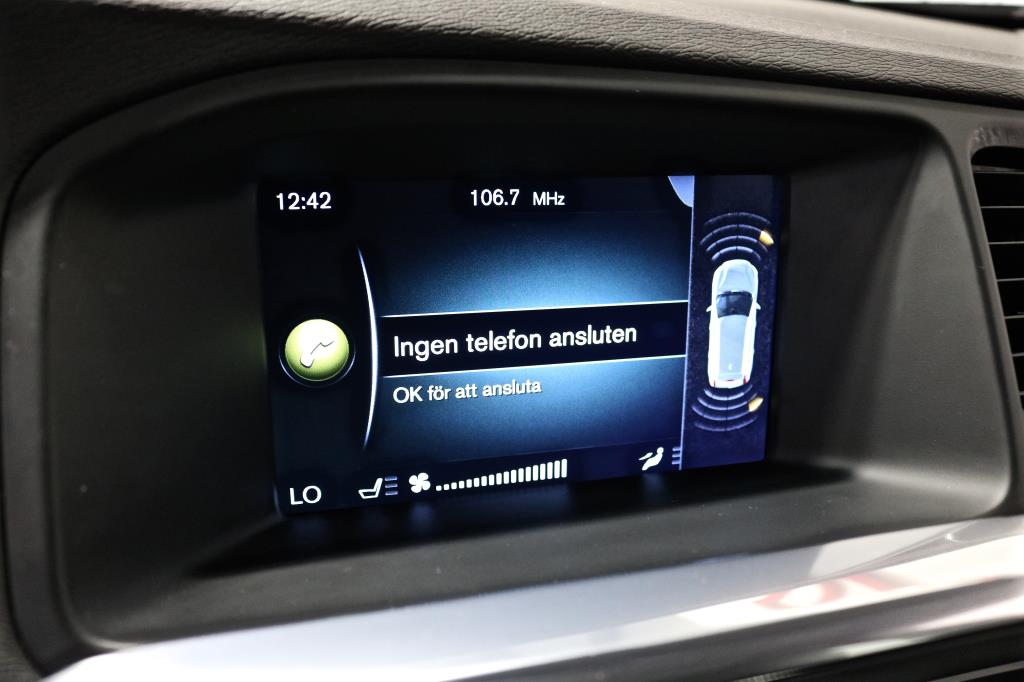 12:42
106.7 MHz
Ingen telefon ansluten
OK för att ansluta
LO